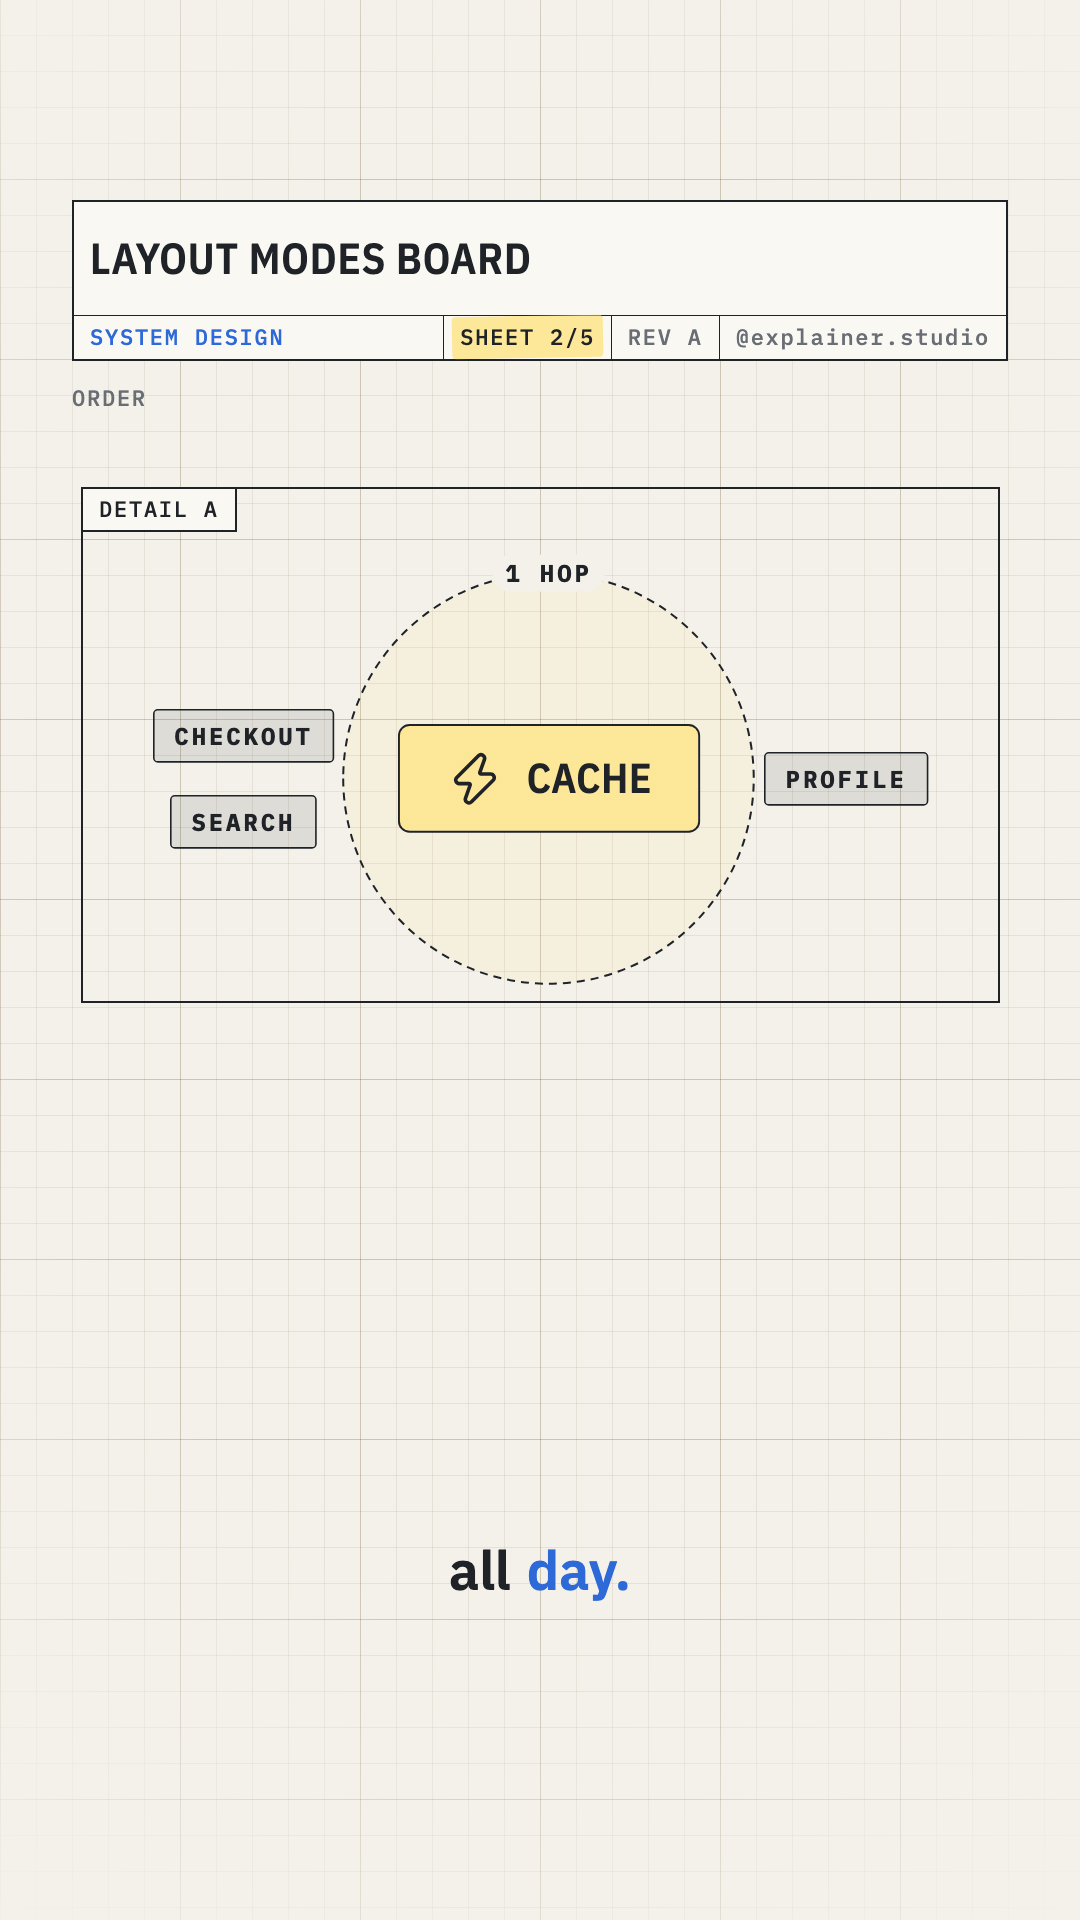 LAYOUT MODES BOARD
SYSTEM DESIGN
SHEET 2/5
REV A
@explainer.studio
ORDER
DETAIL A
1 HOP
CHECKOUT
CACHE
PROFILE
SEARCH
all day.